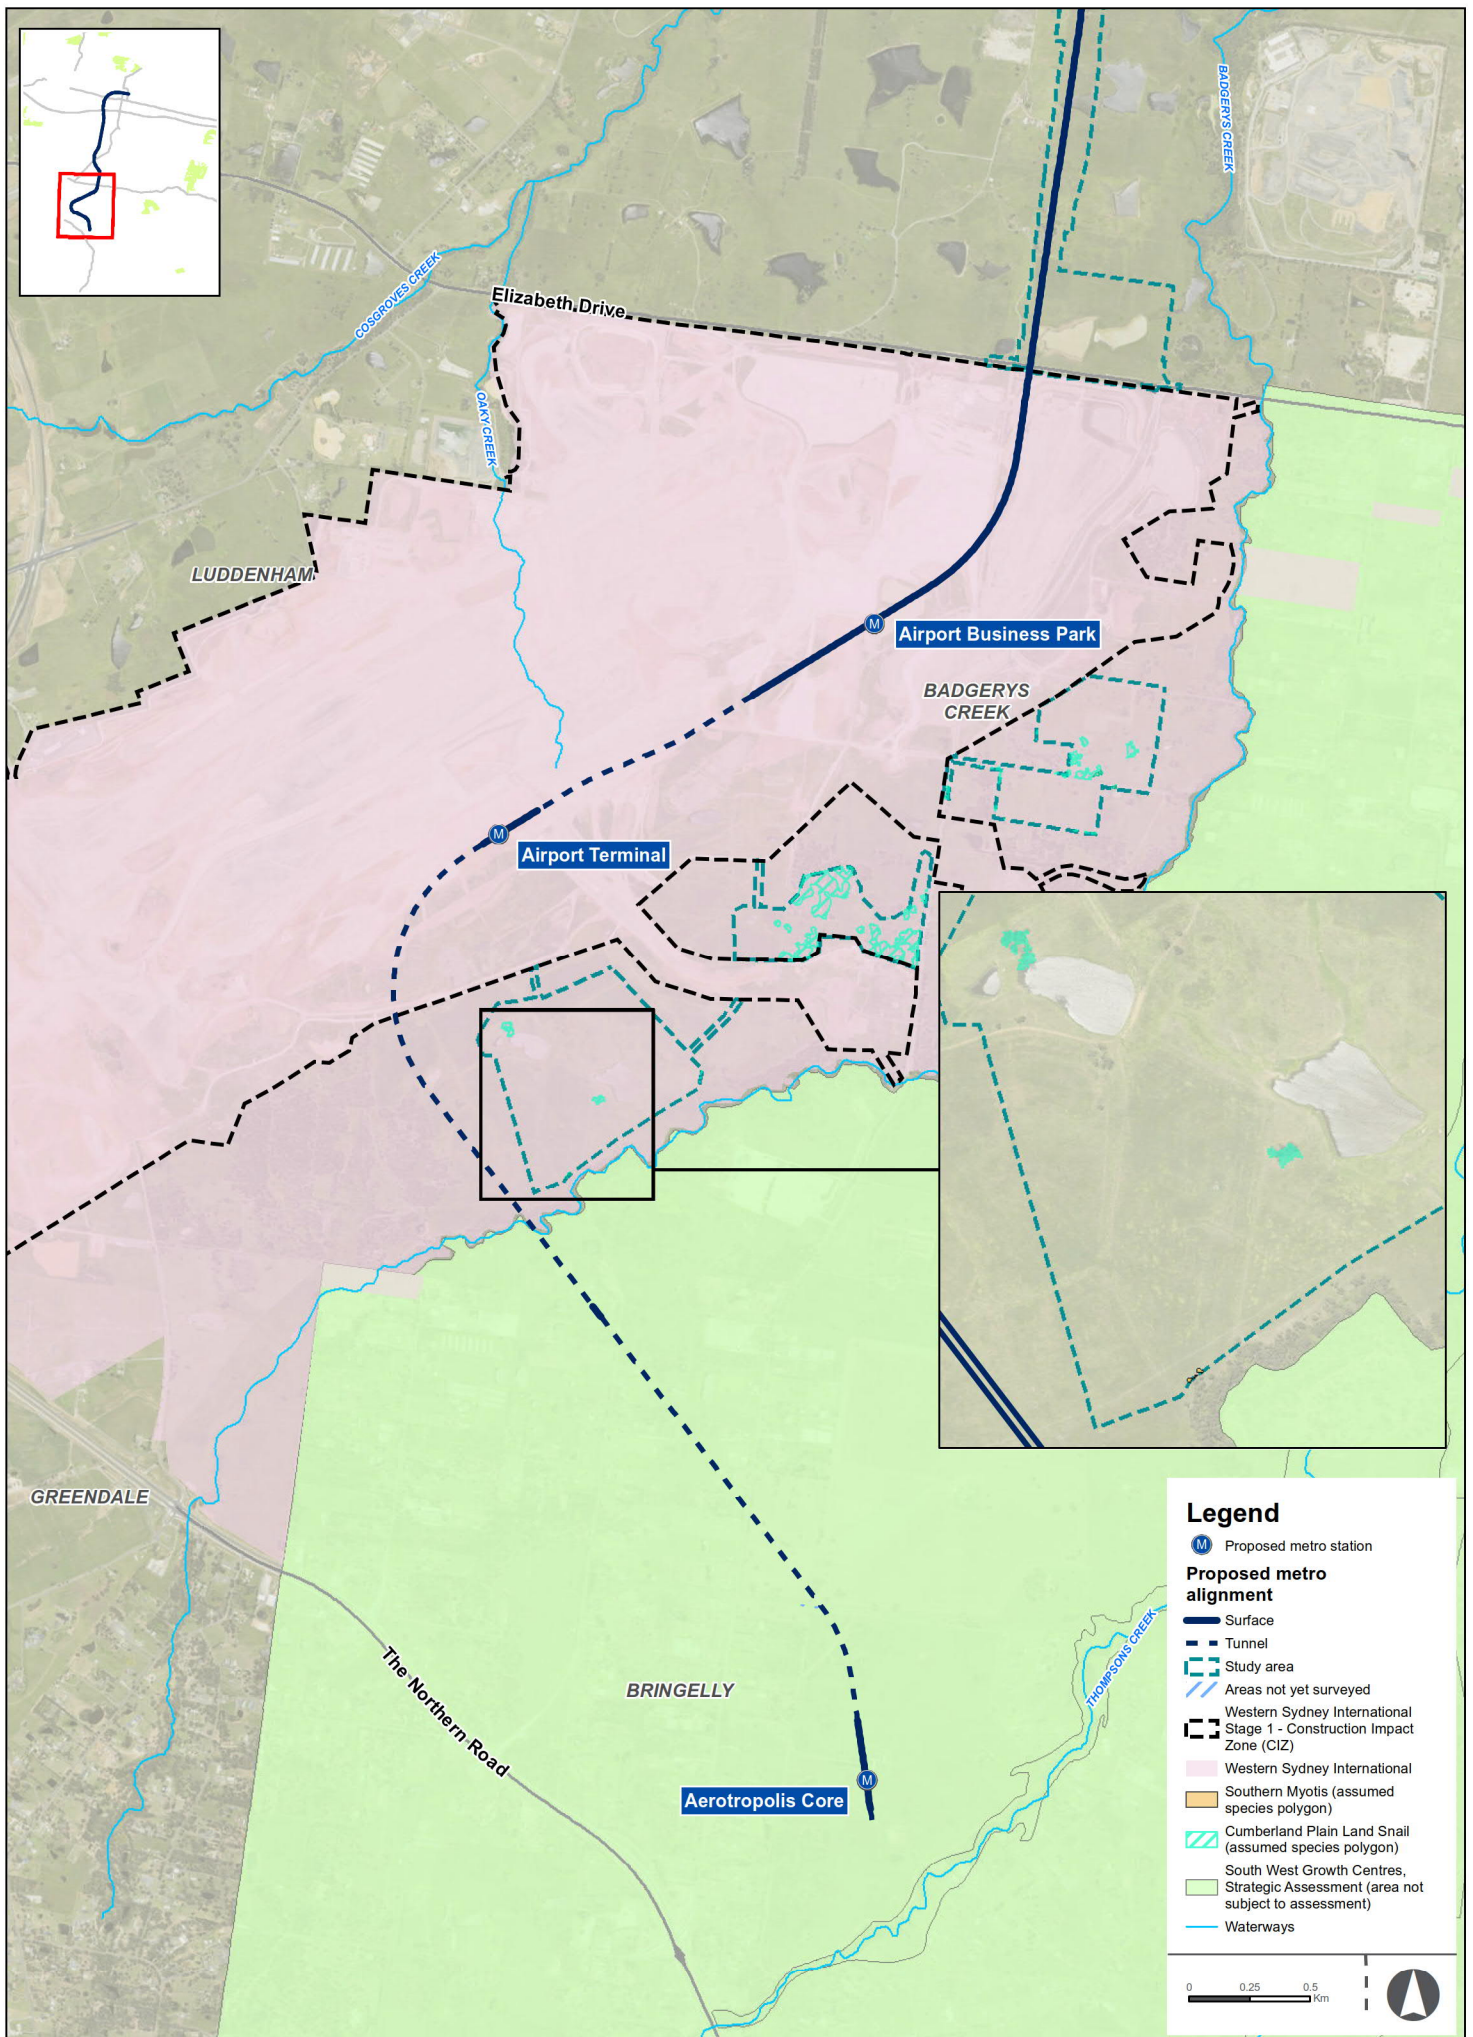 BADGERYS CREEK
COSGROVES CREEK
Elizabeth Drive
OAKY CREEK
LUDDENHAM
M
Airport Business Park
BADGERYS
CREEK
M
Airport Terminal
GREENDALE
The Northern Road
BRINGELLY
THOMPSONS CREEK
M
Aerotropolis Core
Legend
M Proposed metro station
Proposed metro
alignment
Surface
Tunnel
Study area
Areas not yet surveyed
Western Sydney International
Stage 1 - Construction Impact
Zone (CIZ)
Western Sydney International
Southern Myotis (assumed
species polygon)
Cumberland Plain Land Snail
(assumed species polygon)
South West Growth Centres,
Strategic Assessment (area not
subject to assessment)
Waterways
0 0.25 0.5
Km